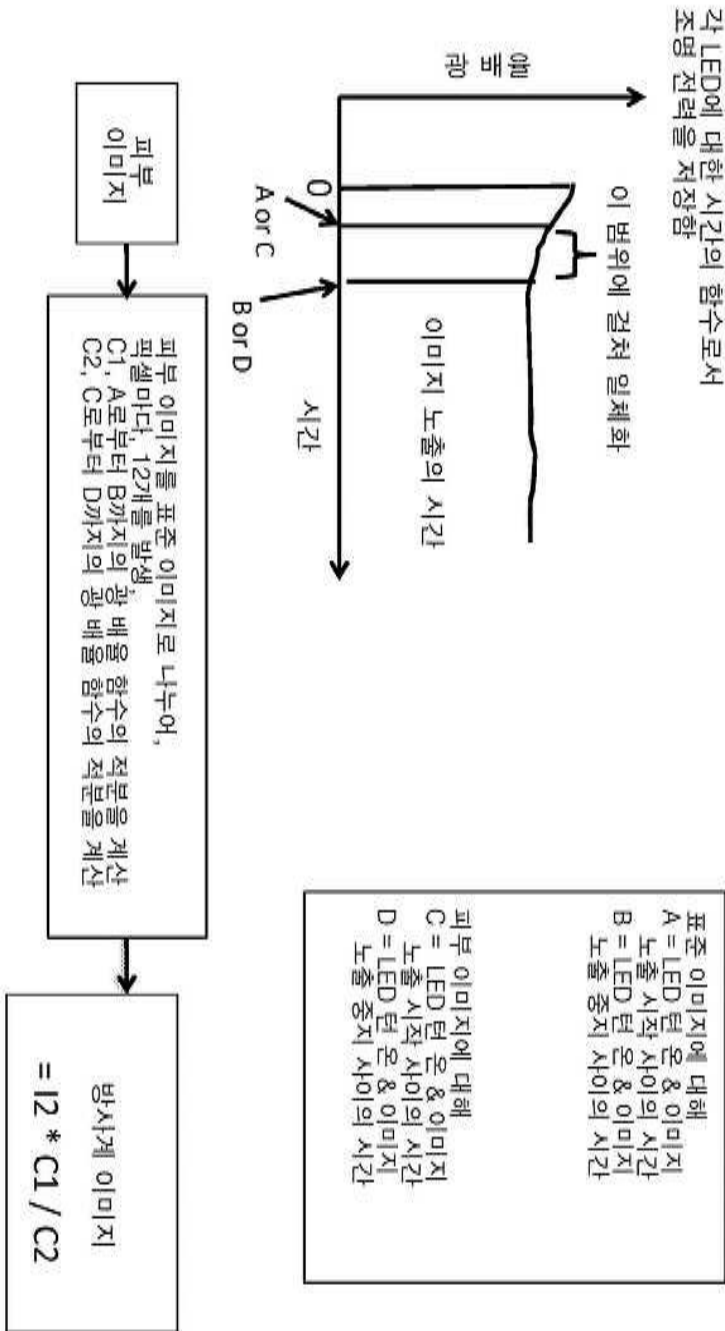 각 LED에 대한 시간의 함수로서
조명 전력을 저장함
광 배율
이 범위에 걸쳐 일체화
이미지 노출의 시간
0
A or C
B or D
시간
표준 이미지에 대해
A = LED 턴 온 & 이미지
노출 시작 사이의 시간
B = LED 턴 온 & 이미지
노출 중지 사이의 시간
피부 이미지에 대해
C = LED 턴 온 & 이미지
노출 시작 사이의 시간
D = LED 턴 온 & 이미지
노출 중지 사이의 시간
피부
이미지
피부 이미지를 표준 이미지로 나누어,
픽셀마다, 12개를 발생,
C1, A로부터 B까지의 광 배율 함수의 적분을 계산
C2, C로부터 D까지의 광 배율 함수의 적분을 계산
방사계 이미지
= I2 * C1 / C2